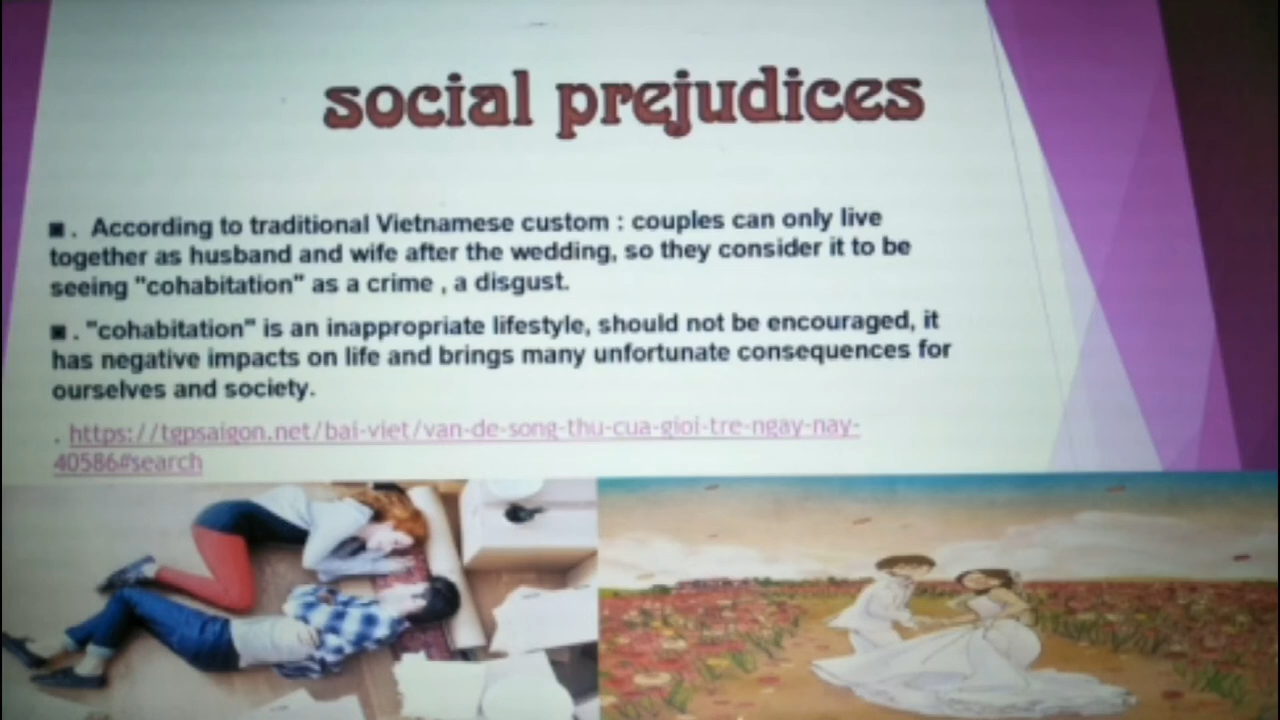 social prejudices
■ . According to traditional Vietnamese custom : couples can only live
together as husband and wife after the wedding, so they consider it to be
seeing "cohabitation" as a crime , a disgust.
■ . "cohabitation" is an inappropriate lifestyle, should not be encouraged, it
has negative impacts on life and brings many unfortunate consequences for
ourselves and society.
. https://tgpsaigon.net/bai-viet/van-de-song-thu-cua-gioi-tre-ngay-nay-
40586#search